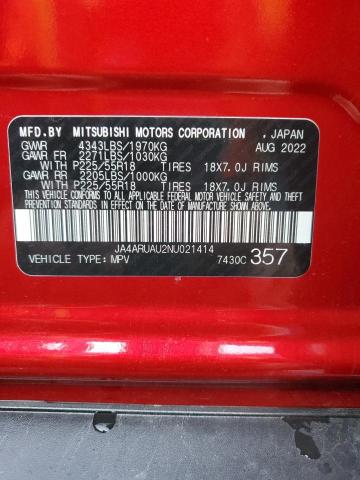 MFD.BY MITSUBISHI MOTORS CORPORATION , JAPAN
GVWR 4343LBS/1970KG AUG 2022
GAWR FR 2271LBS/1030KG
WITH P225/55R18 TIRES 18X7.0J RIMS
GAWR RR 2205LBS/1000KG
WITH P225/55R18 TIRES 18X7.0J RIMS
THIS VEHICLE CONFORMS TO ALL APPLICABLE FEDERAL MOTOR
VEHICLE SAFETY, BUMPER, AND THEFT PREVENTION STANDARDS
IN EFFECT ON THE DATE OF MANUFACTURE SHOWN ABOVE.
JA4ARUAU2NU021414
VEHICLE TYPE: MPV 7430C 357